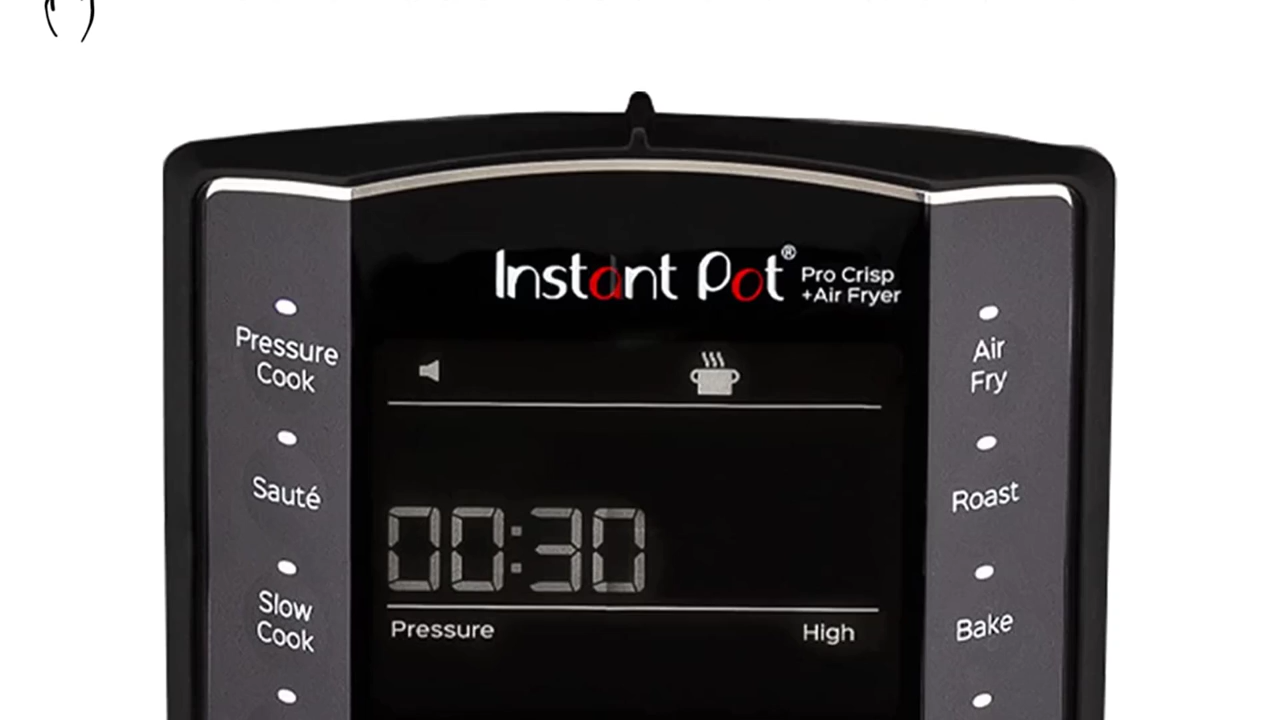 Instant Pot® Pro Crisp
+Air Fryer
Pressure
Cook
Sauté
Slow
Cook
00:30
Pressure High
Air
Fry
Roast
Bake